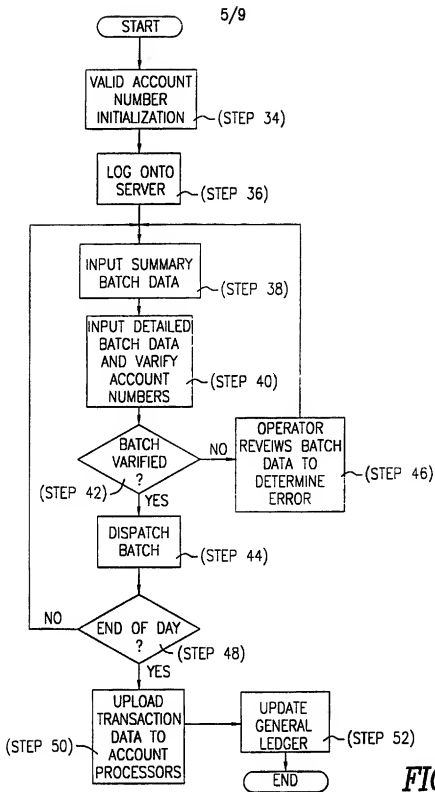 5/9
START
VALID ACCOUNT
NUMBER
INITIALIZATION
(STEP 34)
LOG ONTO
SERVER
(STEP 36)
INPUT SUMMARY
BATCH DATA
(STEP 38)
INPUT DETAILED
BATCH DATA
AND VARIFY
ACCOUNT
NUMBERS
(STEP 40)
BATCH
VARIFIED
?
(STEP 42)
NO
YES
OPERATOR
REVEIWS BATCH
DATA TO
DETERMINE
ERROR
(STEP 46)
DISPATCH
BATCH
(STEP 44)
END OF DAY
?
(STEP 48)
NO
YES
UPLOAD
TRANSACTION
DATA TO
ACCOUNT
PROCESSORS
(STEP 50)
UPDATE
GENERAL
LEDGER
(STEP 52)
END
FIG